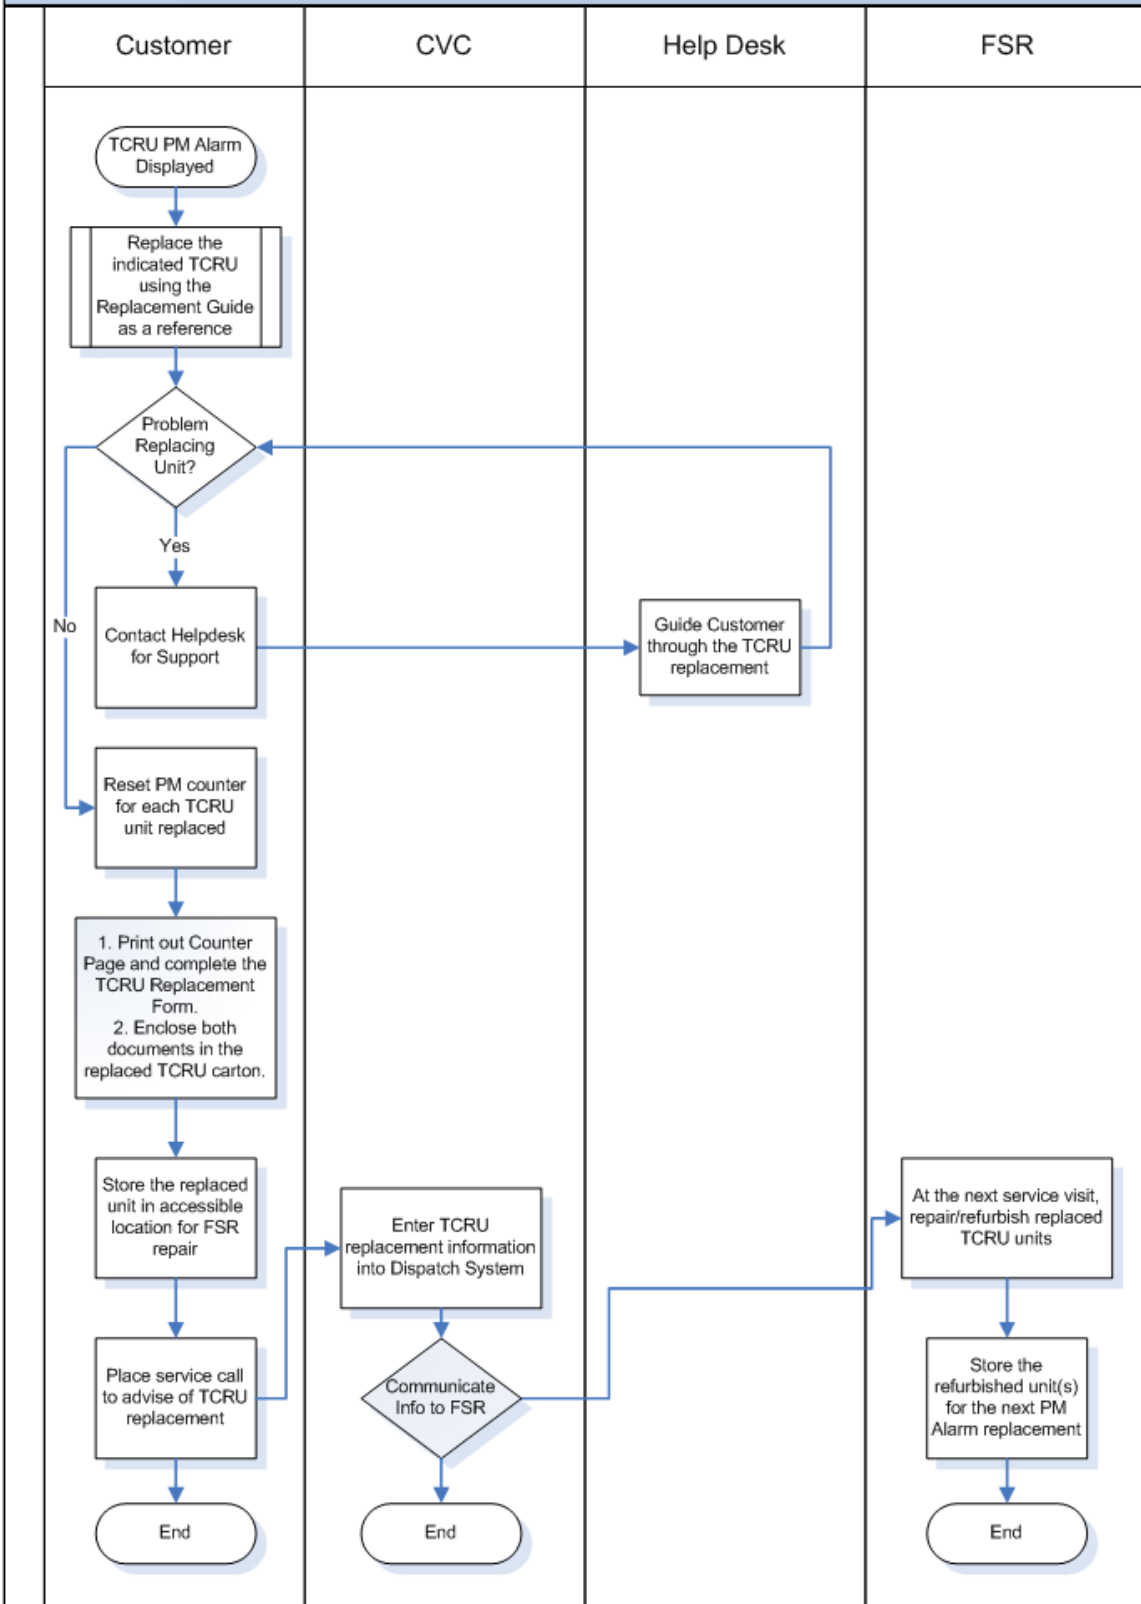 Customer
CVC
Help Desk
FSR
TCRU PM Alarm
Displayed
Replace the
indicated TCRU
using the
Replacement Guide
as a reference
Problem
Replacing
Unit?
Yes
No
Contact Helpdesk
for Support
Guide Customer
through the TCRU
replacement
Reset PM counter
for each TCRU
unit replaced
1. Print out Counter
Page and complete the
TCRU Replacement
Form.
2. Enclose both
documents in the
replaced TCRU carton.
Store the replaced
unit in accessible
location for FSR
repair
Place service call
to advise of TCRU
replacement
End
Enter TCRU
replacement information
into Dispatch System
Communicate
Info to FSR
End
At the next service visit,
repair/refurbish replaced
TCRU units
Store the
refurbished unit(s)
for the next PM
Alarm replacement
End